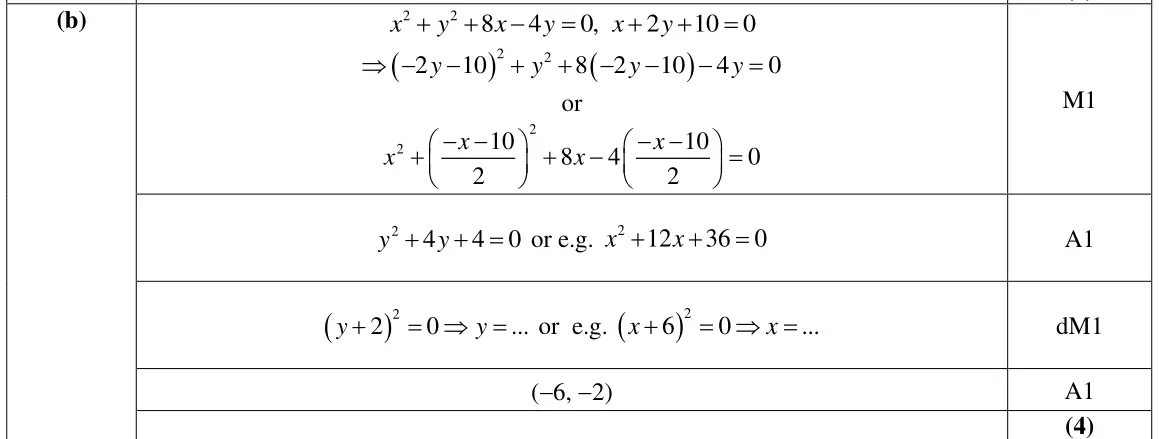 (b)
x² + y² + 8x − 4y = 0, x + 2y + 10 = 0
⇒ (−2y − 10)² + y² + 8(−2y − 10) − 4y = 0
or
x² + ((−x − 10)/2)² + 8x − 4((−x − 10)/2) = 0
M1
y² + 4y + 4 = 0 or e.g. x² + 12x + 36 = 0
A1
(y + 2)² = 0 ⇒ y = ... or e.g. (x + 6)² = 0 ⇒ x = ...
dM1
(−6, −2)
A1
(4)